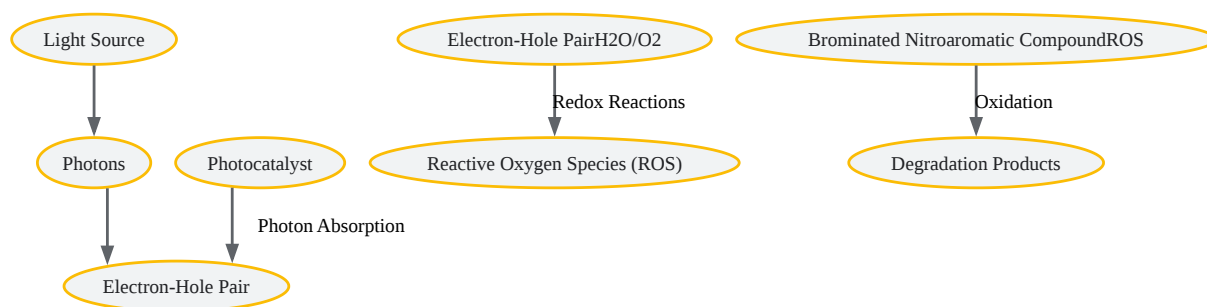 Light Source
Electron-Hole PairH2O/O2
Brominated Nitroaromatic CompoundROS
Redox Reactions
Oxidation
Photons
Photocatalyst
Reactive Oxygen Species (ROS)
Degradation Products
Photon Absorption
Electron-Hole Pair